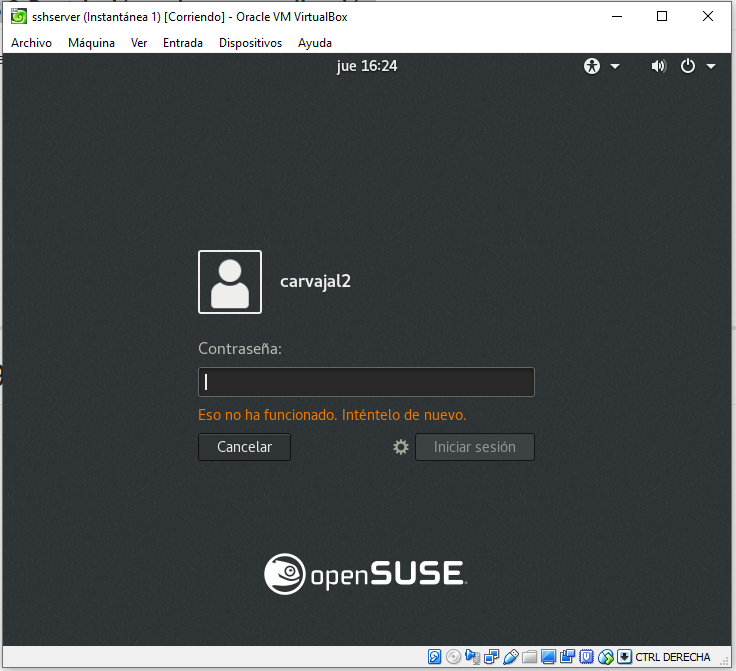 sshserver (Instantánea 1) [Corriendo] - Oracle VM VirtualBox
Archivo Máquina Ver Entrada Dispositivos Ayuda
jue 16:24
carvajal2
Contraseña:
Eso no ha funcionado. Inténtelo de nuevo.
Cancelar Iniciar sesión
openSUSE
CTRL DERECHA